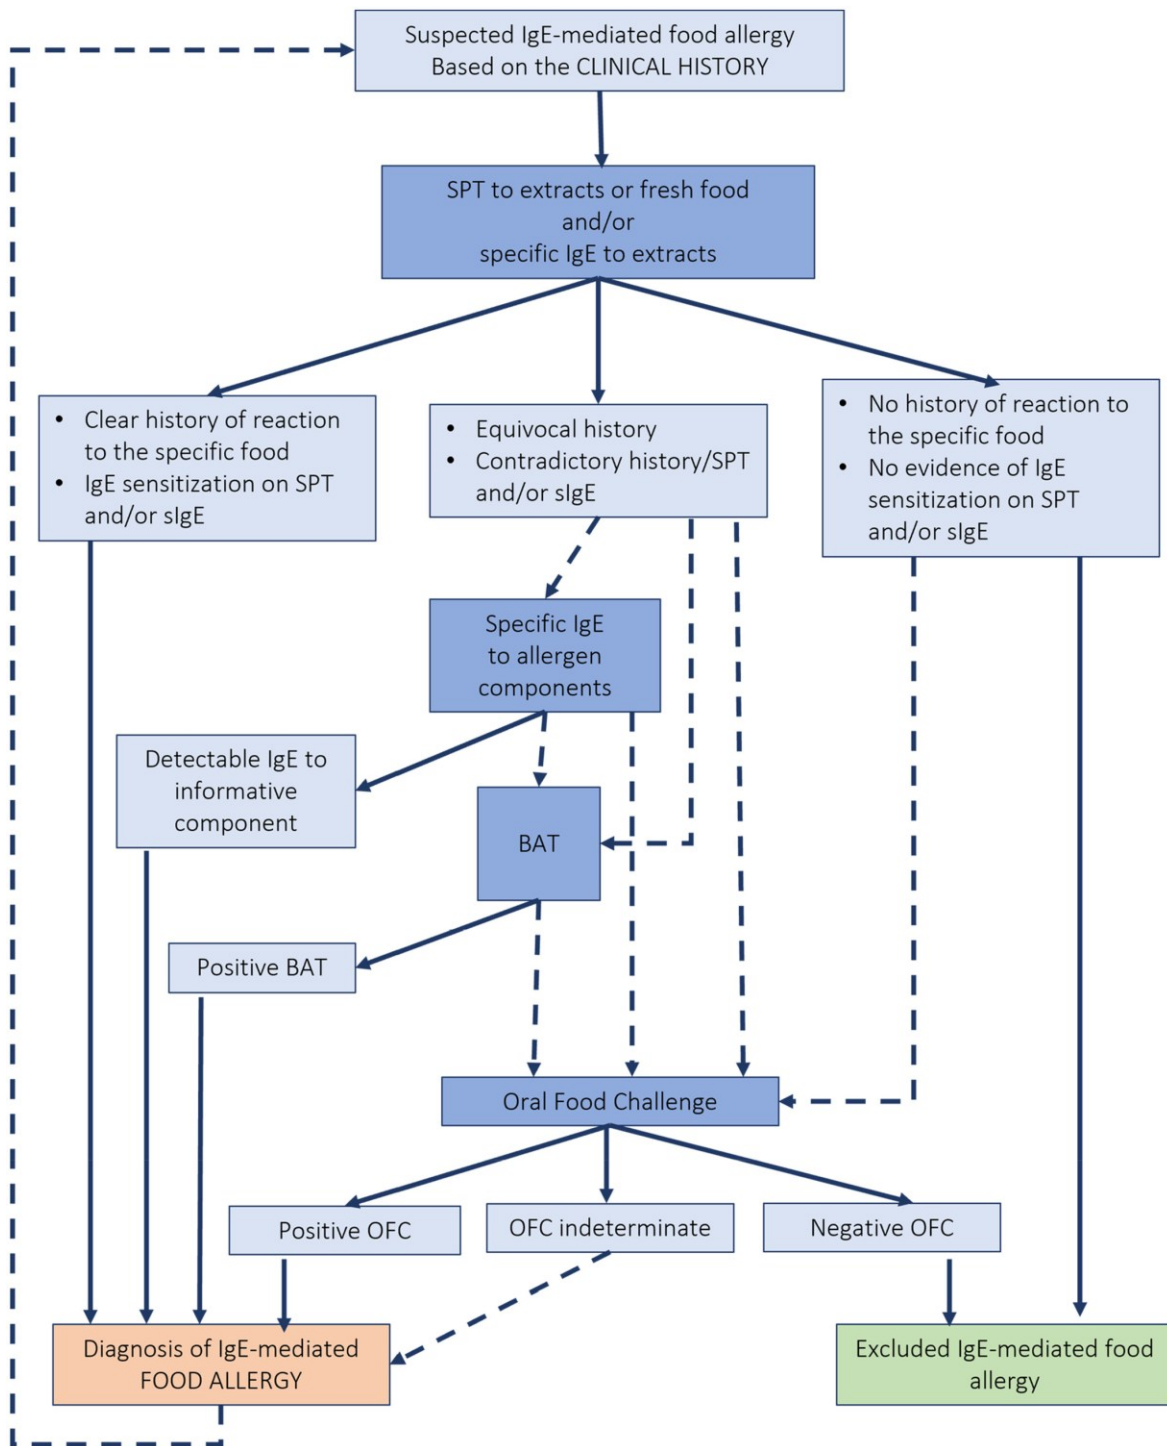 Suspected IgE-mediated food allergy
Based on the CLINICAL HISTORY
SPT to extracts or fresh food
and/or
specific IgE to extracts
• Clear history of reaction
to the specific food
• IgE sensitization on SPT
and/or sIgE
• Equivocal history
• Contradictory history/SPT
and/or sIgE
• No history of reaction to
the specific food
• No evidence of IgE
sensitization on SPT
and/or sIgE
Specific IgE
to allergen
components
Detectable IgE to
informative
component
BAT
Positive BAT
Oral Food Challenge
Positive OFC
OFC indeterminate
Negative OFC
Diagnosis of IgE-mediated
FOOD ALLERGY
Excluded IgE-mediated food
allergy